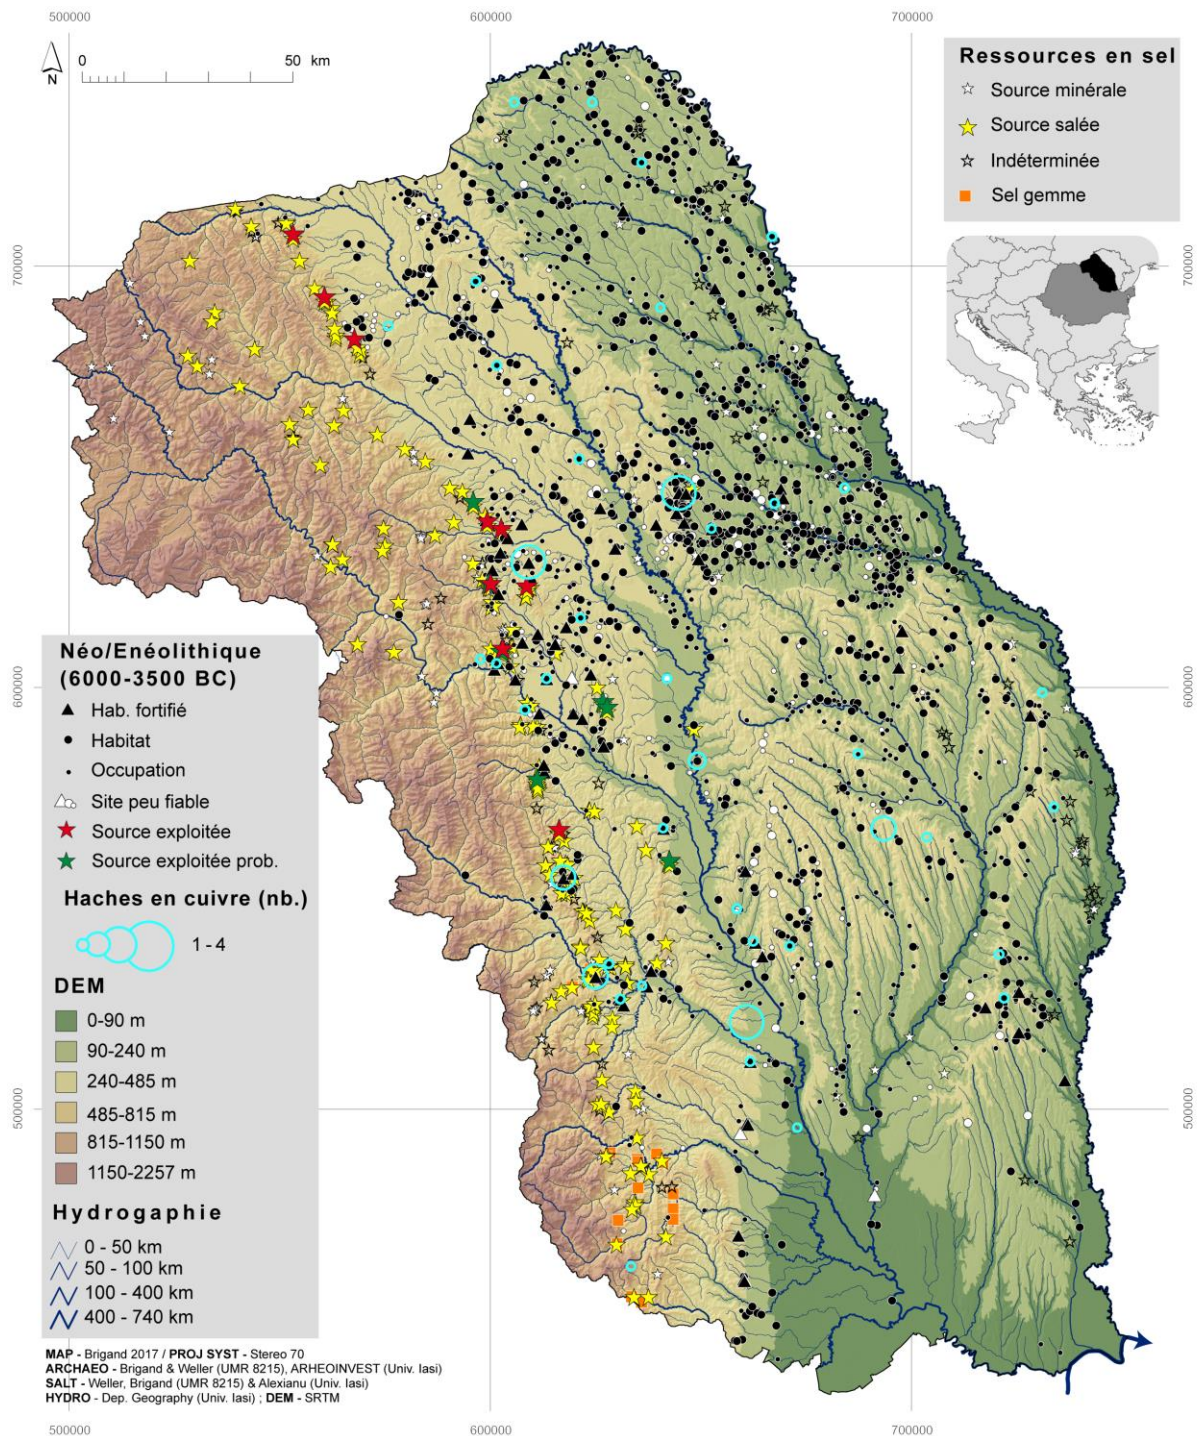 500000
600000
700000
0
50 km
N
Ressources en sel
Source minérale
Source salée
Indéterminée
Sel gemme
700000
700000
600000
600000
500000
500000
Néo/Enéolithique
(6000-3500 BC)
Hab. fortifié
Habitat
Occupation
Site peu fiable
Source exploitée
Source exploitée prob.
Haches en cuivre (nb.)
1 - 4
DEM
0-90 m
90-240 m
240-485 m
485-815 m
815-1150 m
1150-2257 m
Hydrogaphie
0 - 50 km
50 - 100 km
100 - 400 km
400 - 740 km
MAP - Brigand 2017 / PROJ SYST - Stereo 70
ARCHAEO - Brigand & Weller (UMR 8215), ARHEOINVEST (Univ. Iasi)
SALT - Weller, Brigand (UMR 8215) & Alexianu (Univ. Iasi)
HYDRO - Dep. Geography (Univ. Iasi) ; DEM - SRTM
500000
600000
700000